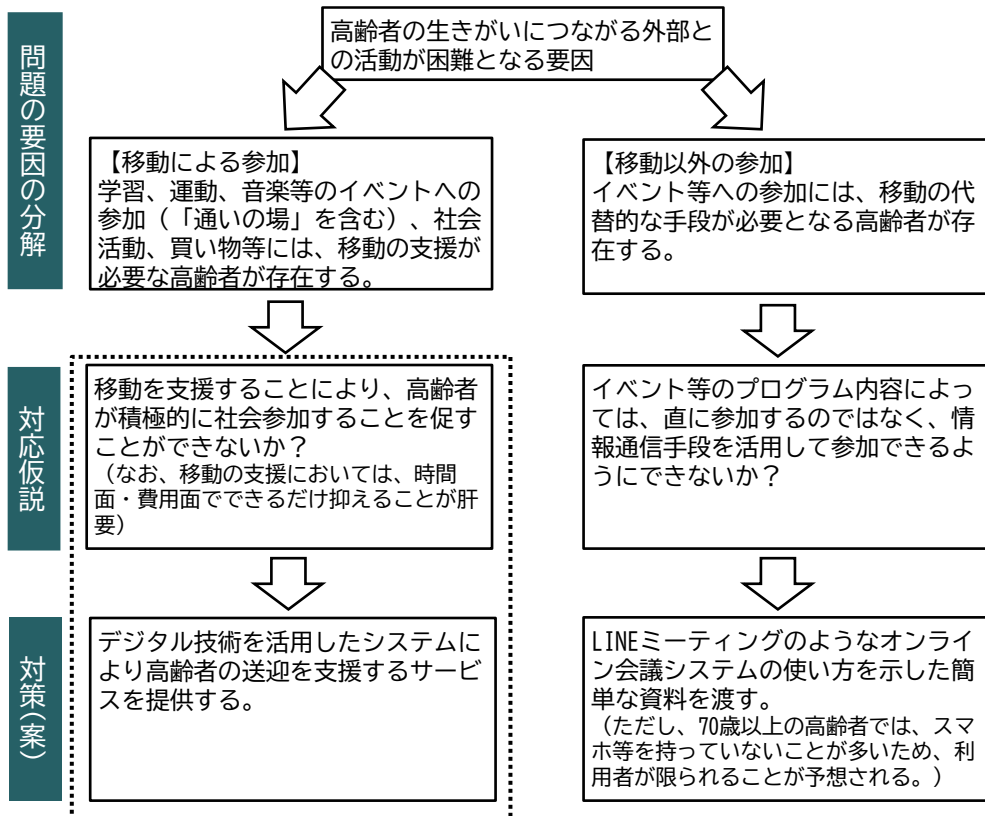 問題の要因の分解
高齢者の生きがいにつながる外部と
の活動が困難となる要因
【移動による参加】
学習、運動、音楽等のイベントへの
参加（「通いの場」を含む）、社会
活動、買い物等には、移動の支援が
必要な高齢者が存在する。
【移動以外の参加】
イベント等への参加には、移動の代
替的な手段が必要となる高齢者が存
在する。
対応仮説
移動を支援することにより、高齢者
が積極的に社会参加することを促す
ことができないか？
（なお、移動の支援においては、時間
面・費用面でできるだけ抑えることが肝
要）
イベント等のプログラム内容によっ
ては、直に参加するのではなく、情
報通信手段を活用して参加できるよ
うにできないか？
対策（案）
デジタル技術を活用したシステムに
より高齢者の送迎を支援するサービ
スを提供する。
LINEミーティングのようなオンライ
ン会議システムの使い方を示した簡
単な資料を渡す。
（ただし、70歳以上の高齢者では、スマ
ホ等を持っていないことが多いため、利
用者が限られることが予想される。）